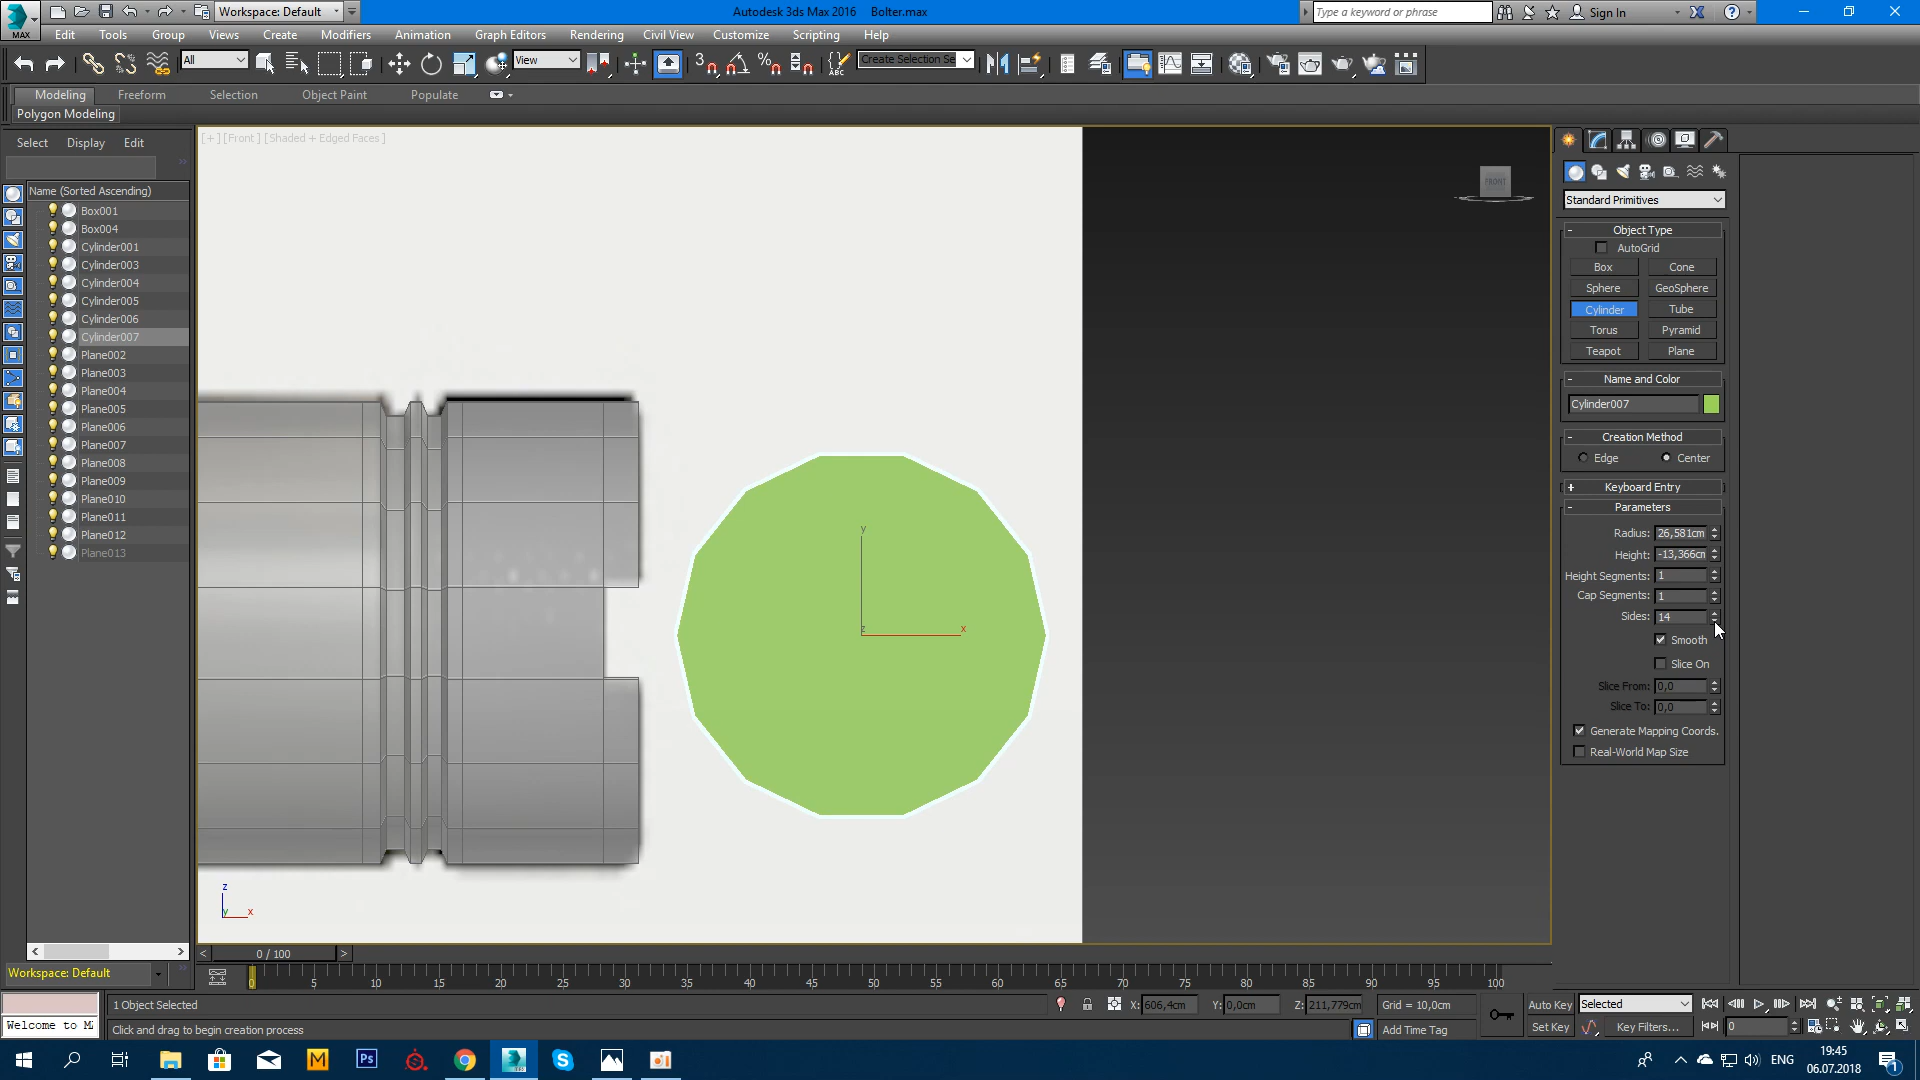 Workspace: Default
Autodesk 3ds Max 2016    Bolter.max
Type a keyword or phrase
Sign In
MAX
Edit Tools Group Views Create Modifiers Animation Graph Editors Rendering Civil View Customize Scripting Help
All
View
Create Selection Se
Modeling Freeform Selection Object Paint Populate
Polygon Modeling
Select Display Edit
[+] [Front ] [Shaded + Edged Faces ]
FRONT
Name (Sorted Ascending)
Box001
Box004
Cylinder001
Cylinder003
Cylinder004
Cylinder005
Cylinder006
Cylinder007
Plane002
Plane003
Plane004
Plane005
Plane006
Plane007
Plane008
Plane009
Plane010
Plane011
Plane012
Plane013
y
z
x
z
y
x
Standard Primitives
- Object Type
AutoGrid
Box Cone
Sphere GeoSphere
Cylinder Tube
Torus Pyramid
Teapot Plane
- Name and Color
Cylinder007
- Creation Method
Edge Center
+ Keyboard Entry
- Parameters
Radius: 26,581cm
Height: -13,366cm
Height Segments: 1
Cap Segments: 1
Sides: 14
Smooth
Slice On
Slice From: 0,0
Slice To: 0,0
Generate Mapping Coords.
Real-World Map Size
< 0 / 100 >
Workspace: Default
0 5 10 15 20 25 30 35 40 45 50 55 60 65 70 75 80 85 90 95 100
1 Object Selected
X: 606,4cm Y: 0,0cm Z: 211,779cm Grid = 10,0cm
Auto Key Selected
Welcome to M
Click and drag to begin creation process
Add Time Tag
Set Key Key Filters... 0
Ps
ENG
19:45
06.07.2018
1